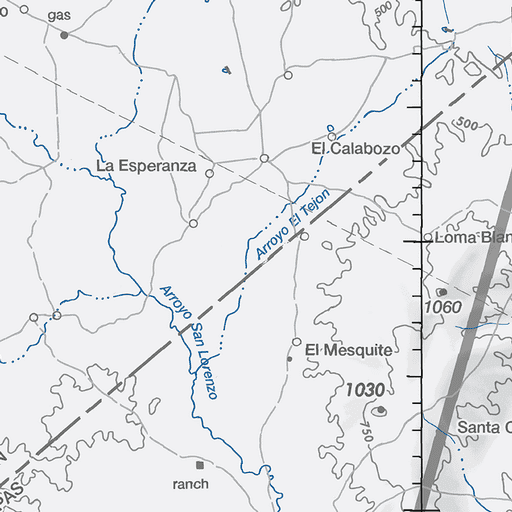 gas
500
500
El Calabozo
La Esperanza
Arroyo El Tejon
Loma Blan
1060
Arroyo San Lorenzo
El Mesquite
1030
750
Santa C
ranch